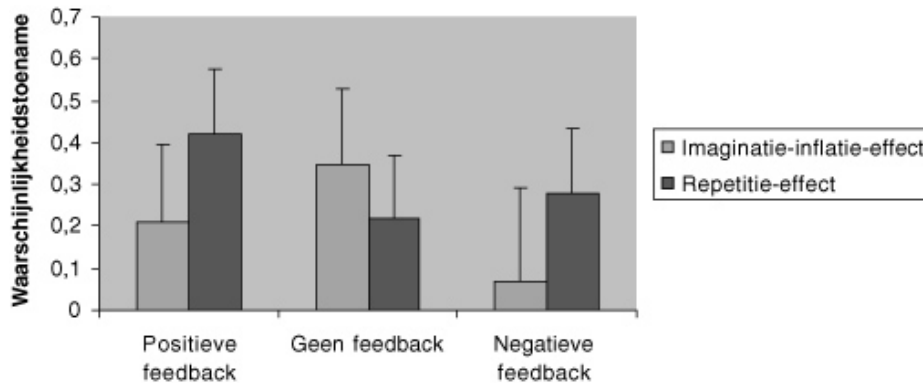 0,7
0,6
0,5
0,4
0,3
0,2
0,1
0
Waarschijnlijkheidstoename
Positieve
feedback
Geen feedback
Negatieve
feedback
Imaginatie-inflatie-effect
Repetitie-effect